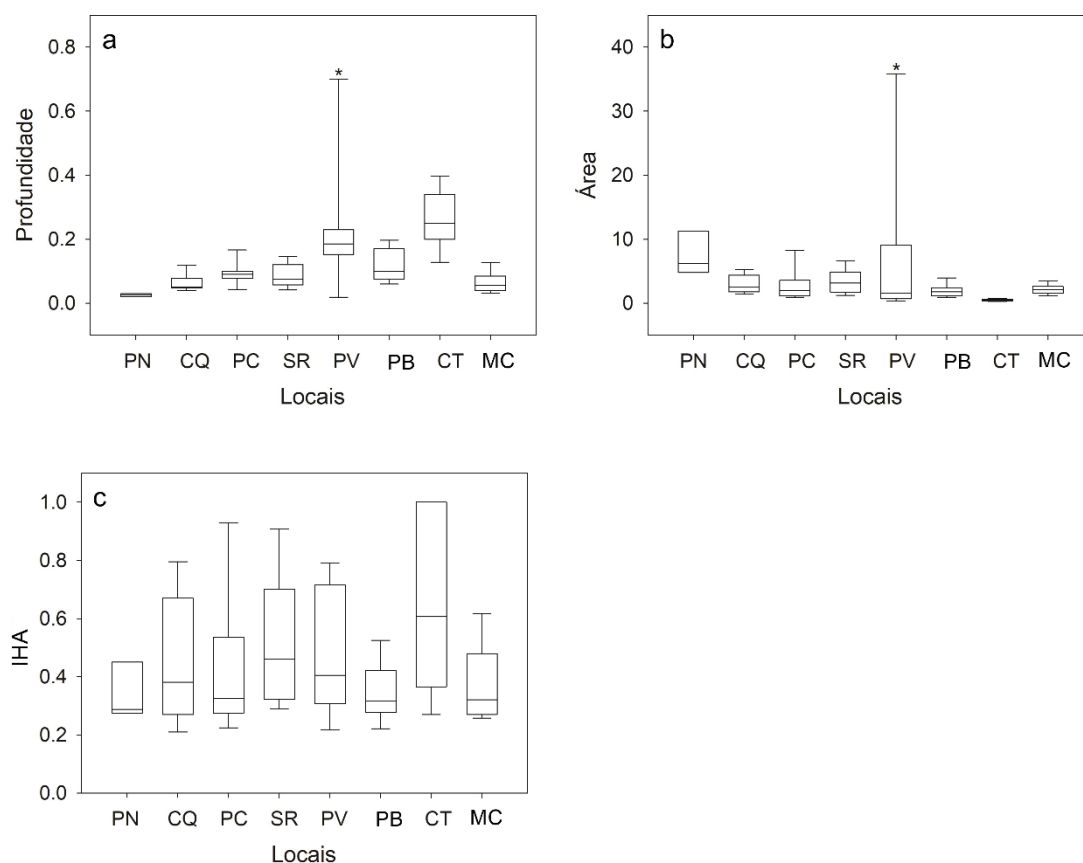 a
*
0.8
0.6
0.4
0.2
0.0
Profundidade
PN CQ PC SR PV PB CT MC
Locais
b
*
40
30
20
10
0
Área
PN CQ PC SR PV PB CT MC
Locais
c
1.0
0.8
0.6
0.4
0.2
0.0
IHA
PN CQ PC SR PV PB CT MC
Locais